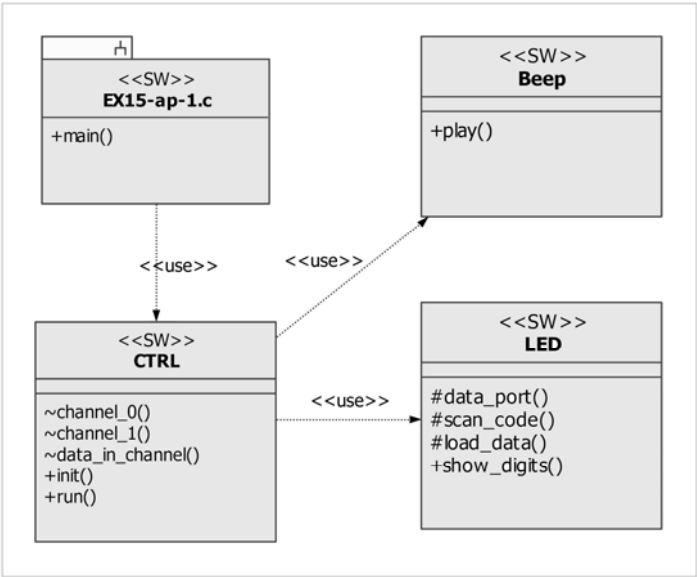 <<SW>>
EX15-ap-1.c
+main()
<<SW>>
Beep
+play()
<<use>>
<<use>>
<<SW>>
CTRL
~channel_0()
~channel_1()
~data_in_channel()
+init()
+run()
<<use>>
<<SW>>
LED
#data_port()
#scan_code()
#load_data()
+show_digits()